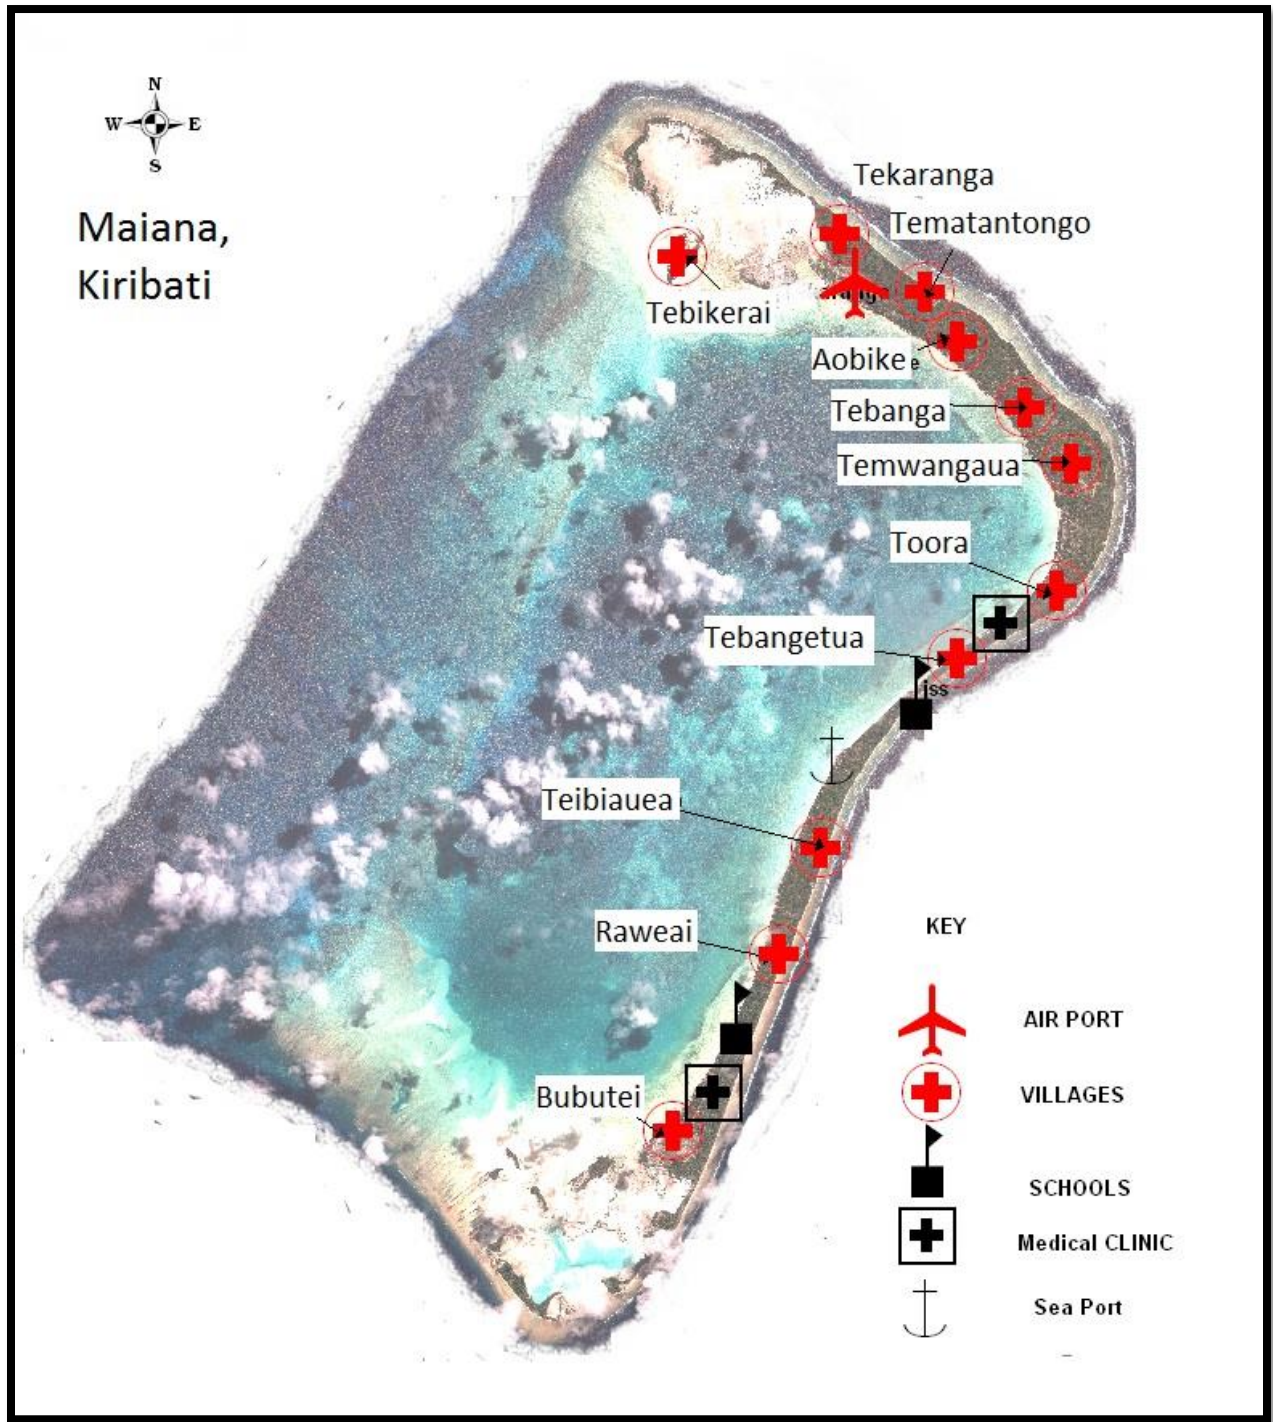 N
W E
S
Maiana,
Kiribati
Tekaranga
Tematantongo
Tebikerai
Aobike
Tebanga
Temwangaua
Toora
Tebangetua
jss
Teibiauea
Raweai
Bubutei
KEY
AIR PORT
VILLAGES
SCHOOLS
Medical CLINIC
Sea Port